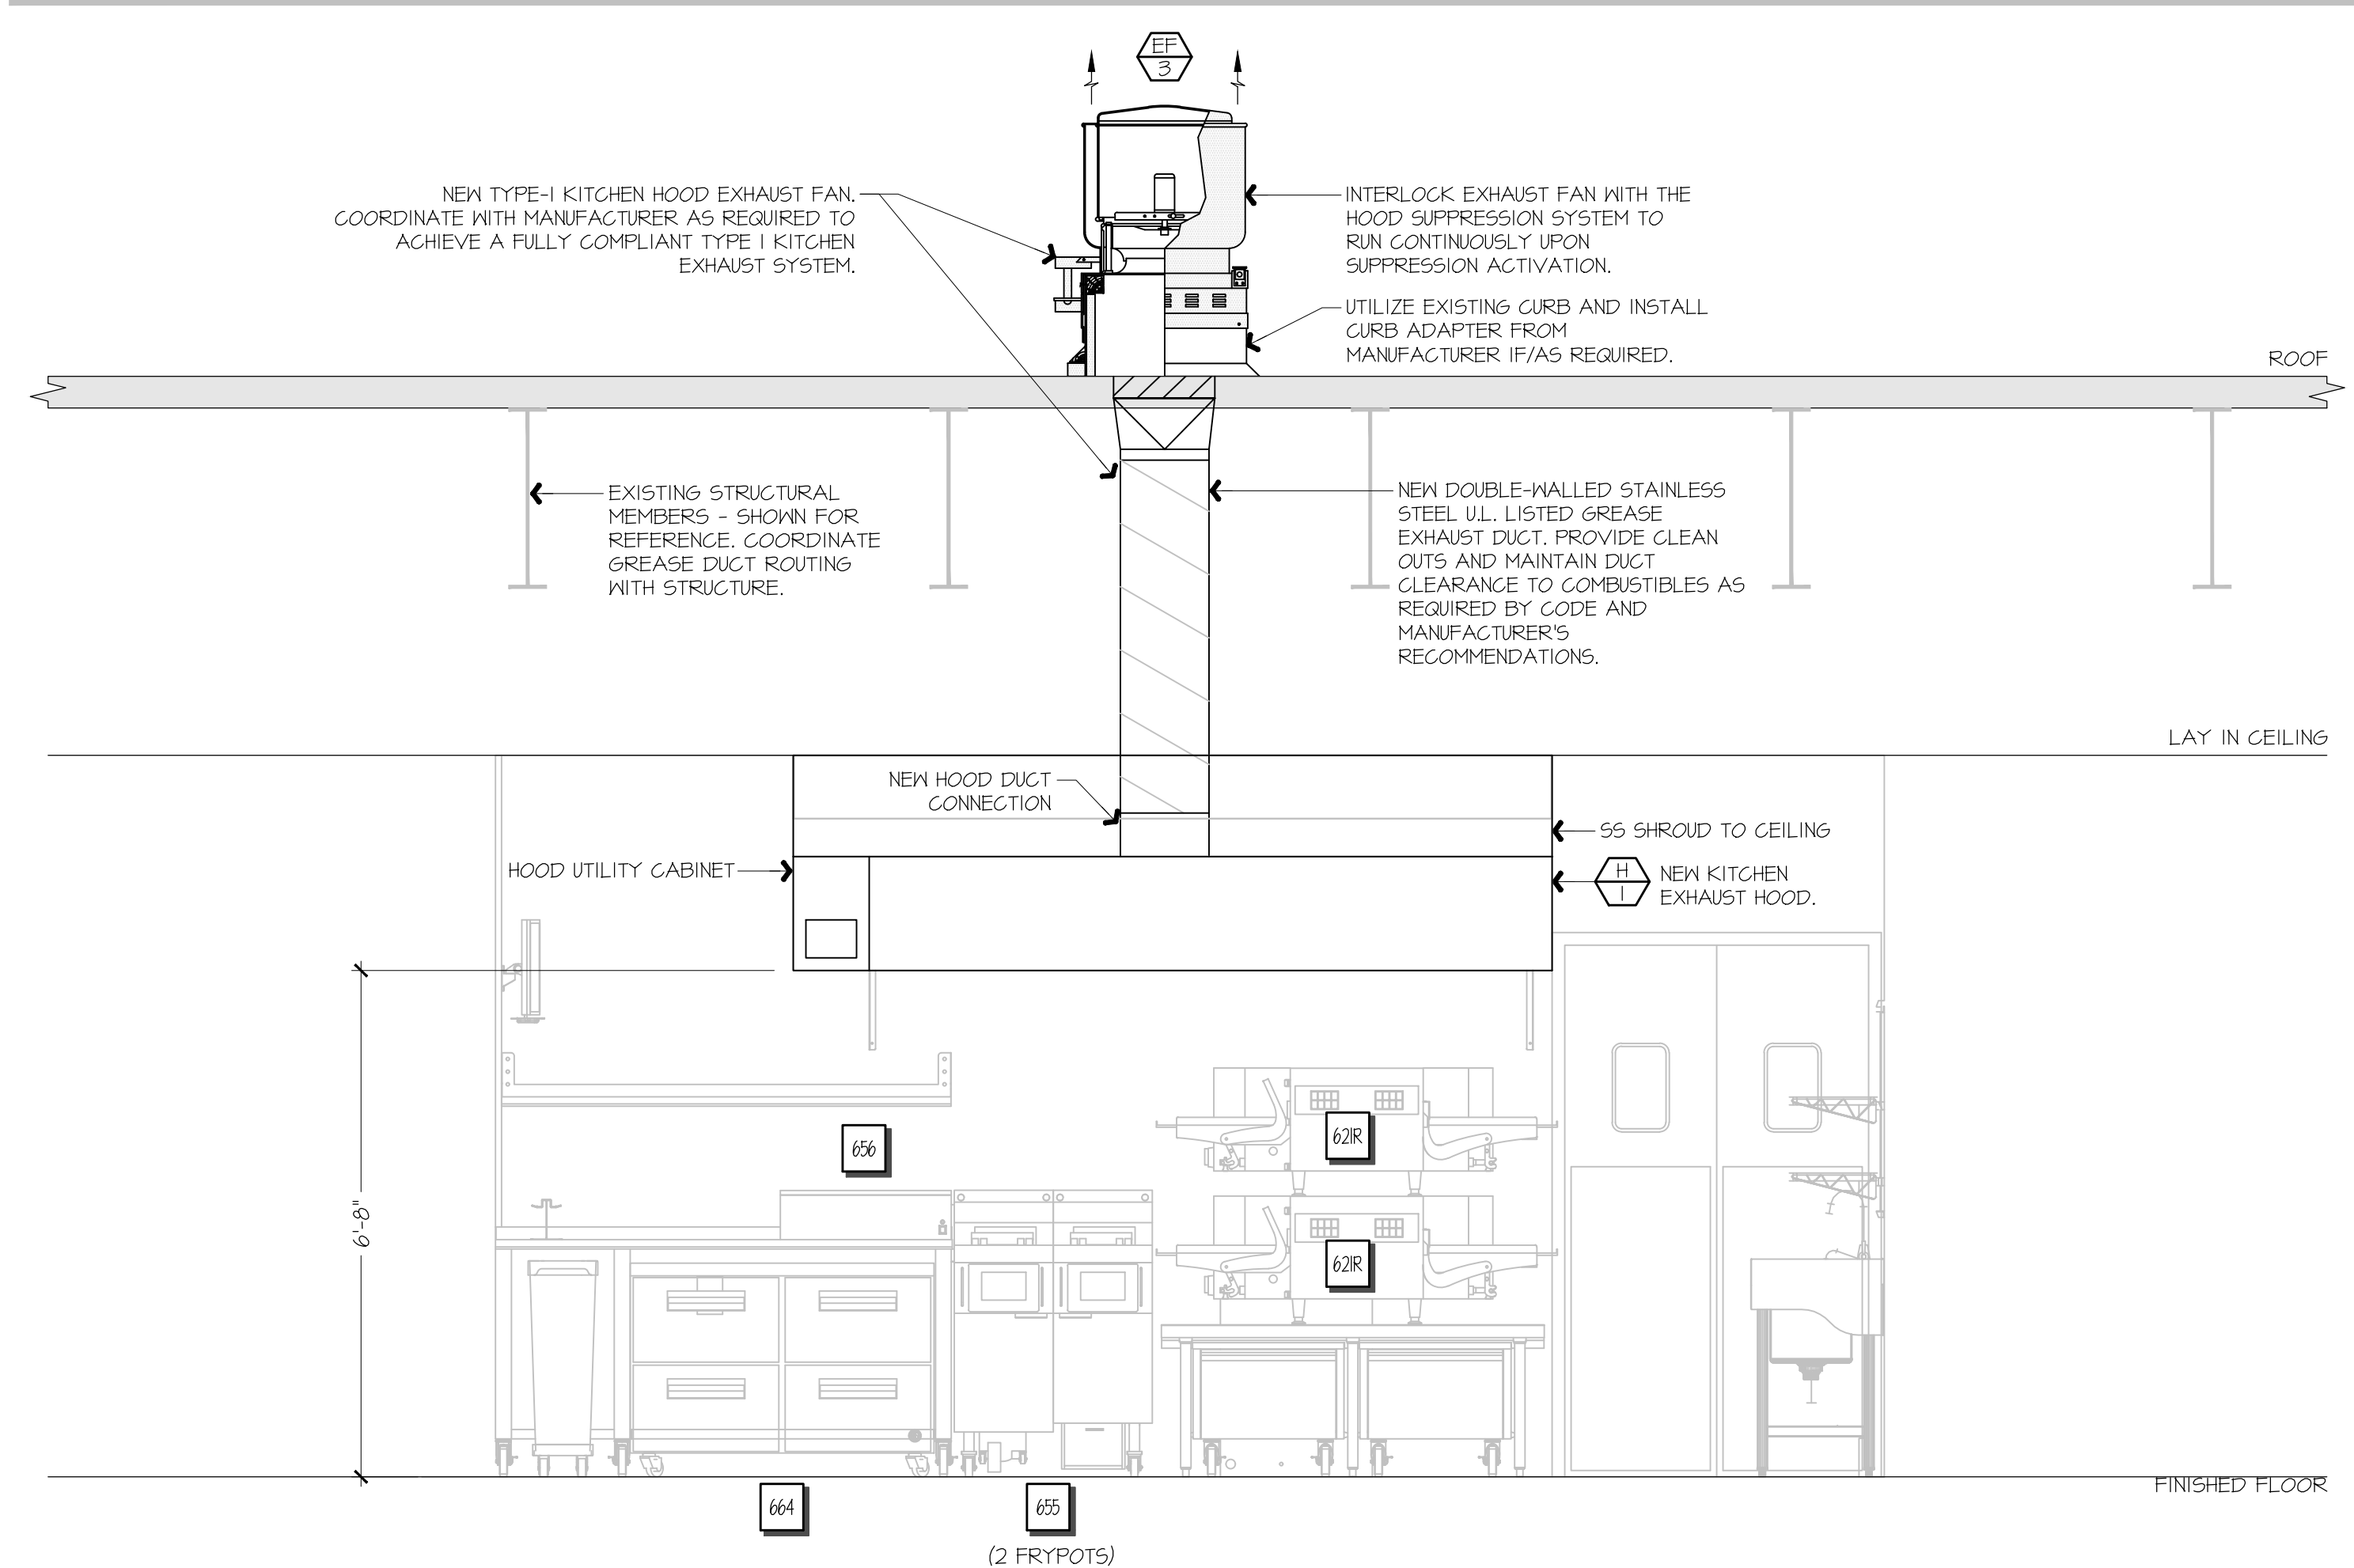 EF
3
NEW TYPE-I KITCHEN HOOD EXHAUST FAN.
COORDINATE WITH MANUFACTURER AS REQUIRED TO
ACHIEVE A FULLY COMPLIANT TYPE I KITCHEN
EXHAUST SYSTEM.
INTERLOCK EXHAUST FAN WITH THE
HOOD SUPPRESSION SYSTEM TO
RUN CONTINUOUSLY UPON
SUPPRESSION ACTIVATION.
UTILIZE EXISTING CURB AND INSTALL
CURB ADAPTER FROM
MANUFACTURER IF/AS REQUIRED.
ROOF
EXISTING STRUCTURAL
MEMBERS - SHOWN FOR
REFERENCE. COORDINATE
GREASE DUCT ROUTING
WITH STRUCTURE.
NEW DOUBLE-WALLED STAINLESS
STEEL U.L. LISTED GREASE
EXHAUST DUCT. PROVIDE CLEAN
OUTS AND MAINTAIN DUCT
CLEARANCE TO COMBUSTIBLES AS
REQUIRED BY CODE AND
MANUFACTURER'S
RECOMMENDATIONS.
LAY IN CEILING
NEW HOOD DUCT
CONNECTION
SS SHROUD TO CEILING
HOOD UTILITY CABINET
H
1
NEW KITCHEN
EXHAUST HOOD.
656
621R
621R
6'-8"
FINISHED FLOOR
664
655
(2 FRYPOTS)